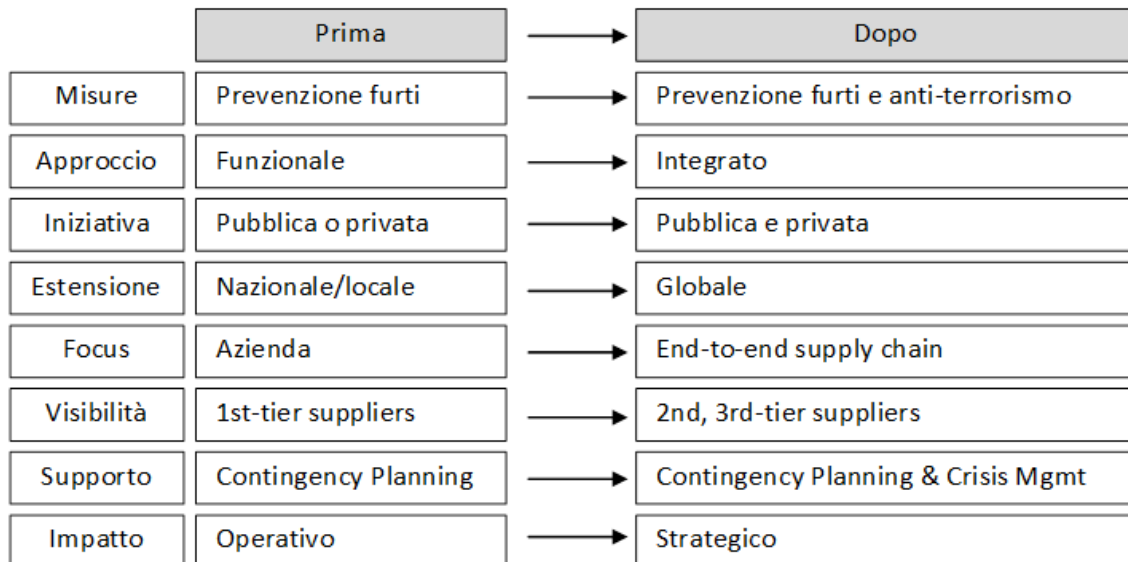 Prima Dopo
Misure Prevenzione furti Prevenzione furti e anti-terrorismo
Approccio Funzionale Integrato
Iniziativa Pubblica o privata Pubblica e privata
Estensione Nazionale/locale Globale
Focus Azienda End-to-end supply chain
Visibilità 1st-tier suppliers 2nd, 3rd-tier suppliers
Supporto Contingency Planning Contingency Planning & Crisis Mgmt
Impatto Operativo Strategico